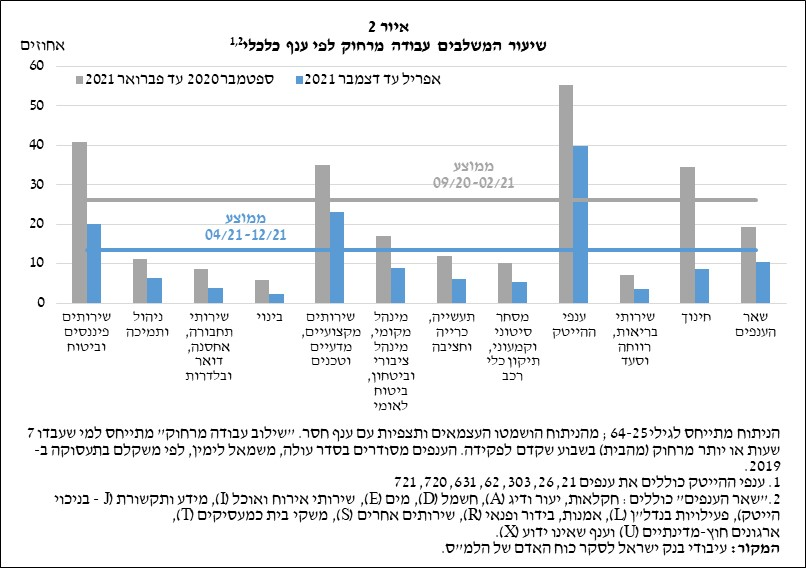 איור 2
שיעור המשלבים עבודה מרחוק לפי ענף כלכלי1,2
אחוזים
ספטמבר 2020 עד פברואר 2021
אפריל עד דצמבר 2021
60
50
40
30
20
10
0
ממוצע
09/20-02/21
ממוצע
04/21-12/21
שירותים
פיננסים
וביטוח
ניהול
ותמיכה
שירותי
תחבורה,
אחסנה,
דואר
ובלדרות
בינוי
שירותים
מקצועיים,
מדעיים
וטכנים
מינהל
מקומי,
מינהל
ציבורי
וביטחון,
ביטוח
לאומי
תעשייה,
כרייה
וחציבה
מסחר
סיטוני
וקמעוני,
תיקון כלי
רכב
ענפי
ההייטק
שירותי
בריאות,
רווחה
וסעד
חינוך
שאר
הענפים
הניתוח מתייחס לגילי 64-25 ; מהניתוח הושמטו העצמאים ותצפיות עם ענף חסר. "שילוב עבודה מרחוק" מתייחס למי שעבדו 7
שעות או יותר מרחוק (מהבית) בשבוע שקדם לפקידה. הענפים מסודרים בסדר עולה, משמאל לימין, לפי משקלם בתעסוקה ב-
2019.
1. ענפי ההייטק כוללים את ענפים 21, 26, 303, 62, 631, 720, 721
2. "שאר הענפים" כוללים : חקלאות, יעור ודיג (A), חשמל (D), מים (E), שירותי אירוח ואוכל (I), מידע ותקשורת (J - בניכוי
הייטק), פעילויות בנדל"ן (L), אמנות, בידור ופנאי (R), שירותים אחרים (S), משקי בית כמעסיקים (T),
ארגונים חוץ-מדינתיים (U) וענף שאינו ידוע (X).
המקור: עיבודי בנק ישראל לסקר כוח האדם של הלמ"ס.